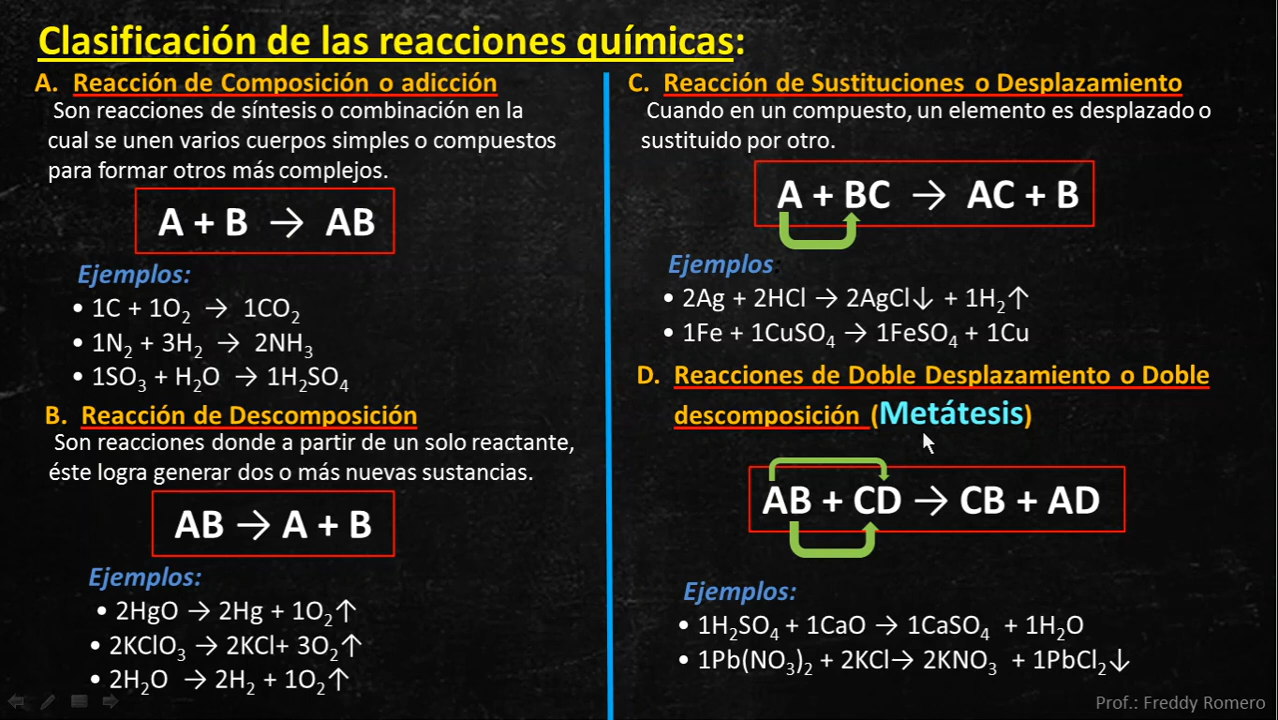 Clasificación de las reacciones químicas:
A. Reacción de Composición o adicción
Son reacciones de síntesis o combinación en la
cual se unen varios cuerpos simples o compuestos
para formar otros más complejos.
A + B → AB
Ejemplos:
• 1C + 1O₂ → 1CO₂
• 1N₂ + 3H₂ → 2NH₃
• 1SO₃ + H₂O → 1H₂SO₄
B. Reacción de Descomposición
Son reacciones donde a partir de un solo reactante,
éste logra generar dos o más nuevas sustancias.
AB → A + B
Ejemplos:
• 2HgO → 2Hg + 1O₂↑
• 2KClO₃ → 2KCl+ 3O₂↑
• 2H₂O → 2H₂ + 1O₂↑
C. Reacción de Sustituciones o Desplazamiento
Cuando en un compuesto, un elemento es desplazado o
sustituido por otro.
A + BC → AC + B
Ejemplos:
• 2Ag + 2HCl → 2AgCl↓ + 1H₂↑
• 1Fe + 1CuSO₄ → 1FeSO₄ + 1Cu
D. Reacciones de Doble Desplazamiento o Doble
descomposición (Metátesis)
AB + CD → CB + AD
Ejemplos:
• 1H₂SO₄ + 1CaO → 1CaSO₄ + 1H₂O
• 1Pb(NO₃)₂ + 2KCl→ 2KNO₃ + 1PbCl₂↓
Prof.: Freddy Romero